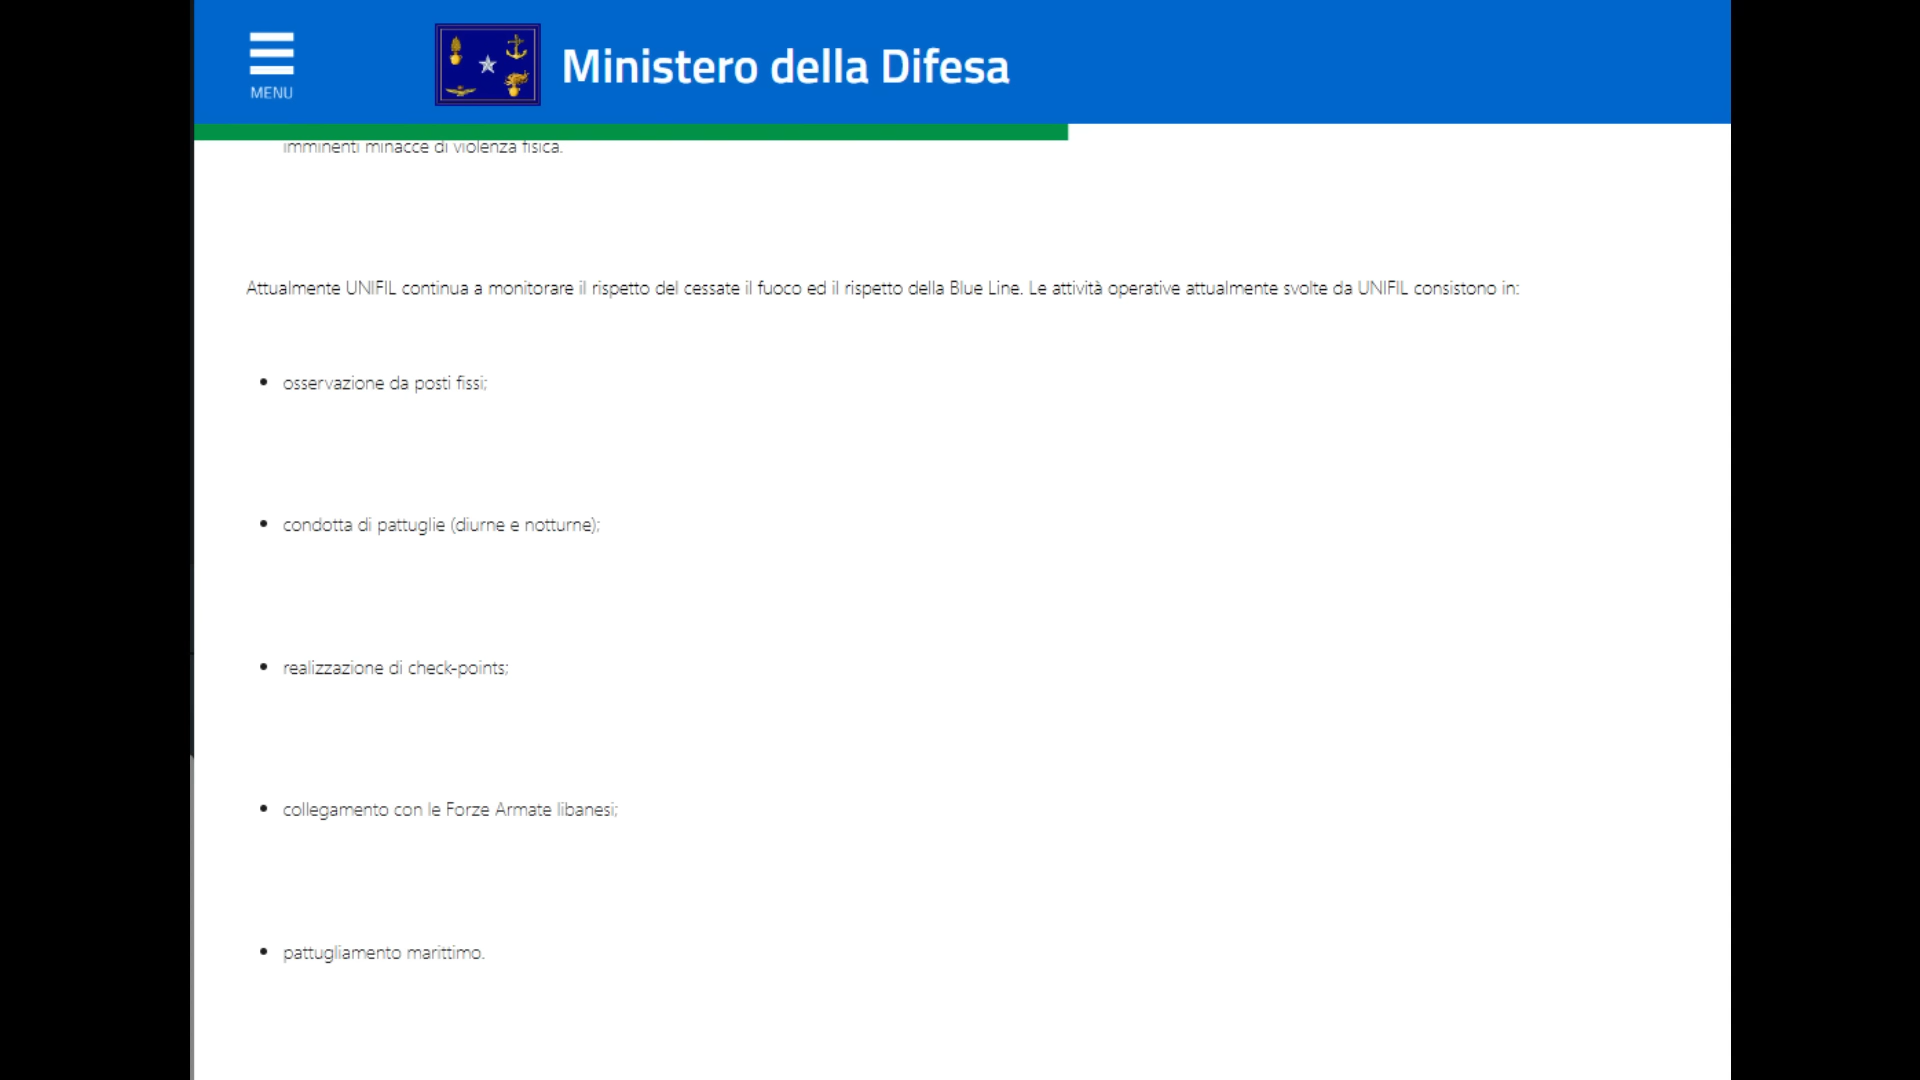 MENU
Ministero della Difesa
imminenti minacce di violenza fisica.
Attualmente UNIFIL continua a monitorare il rispetto del cessate il fuoco ed il rispetto della Blue Line. Le attività operative attualmente svolte da UNIFIL consistono in:
osservazione da posti fissi;
condotta di pattuglie (diurne e notturne);
realizzazione di check-points;
collegamento con le Forze Armate libanesi;
pattugliamento marittimo.